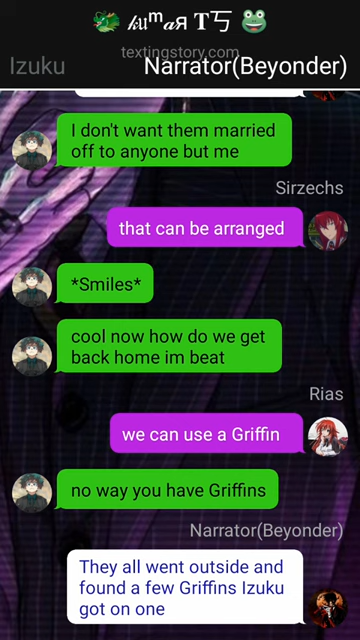 🐲 𝓴𝓾ᵐ𝒂я 𝐓丂 🐸
textingstory.com
Izuku
Narrator(Beyonder)
I don't want them married
off to anyone but me
Sirzechs
that can be arranged
*Smiles*
cool now how do we get
back home im beat
Rias
we can use a Griffin
no way you have Griffins
Narrator(Beyonder)
They all went outside and
found a few Griffins Izuku
got on one